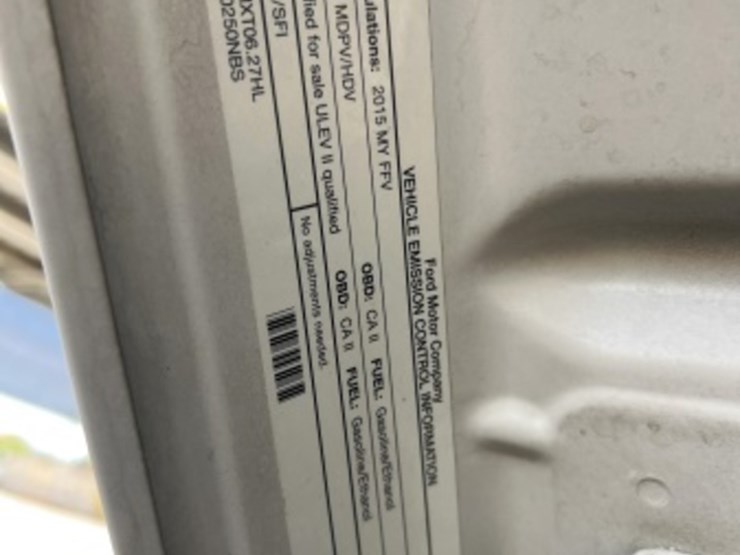 Ford Motor Company
VEHICLE EMISSION CONTROL INFORMATION
ulations: 2015 MY FFV OBD: CA II FUEL: Gasoline/Ethanol
MDPV/HDV OBD: CA II FUEL: Gasoline/Ethanol
ied for sale ULEV II qualified
/SFI No adjustments needed.
XT06.27HL
0250NBS